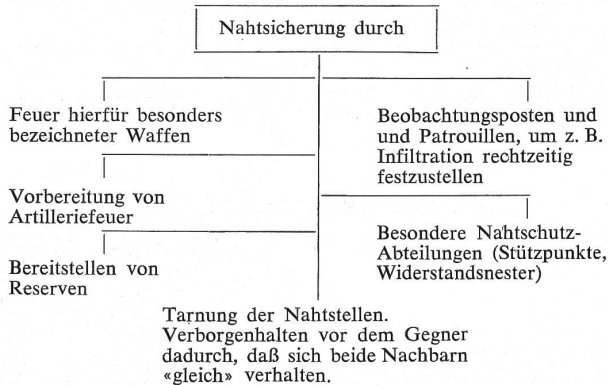 Nahtsicherung durch
Feuer hierfür besonders
bezeichneter Waffen
Vorbereitung von
Artilleriefeuer
Bereitstellen von
Reserven
Beobachtungsposten und
und Patrouillen, um z. B.
Infiltration rechtzeitig
festzustellen
Besondere Nahtschutz-
Abteilungen (Stützpunkte,
Widerstandsnester)
Tarnung der Nahtstellen.
Verborgenhalten vor dem Gegner
dadurch, daß sich beide Nachbarn
«gleich» verhalten.